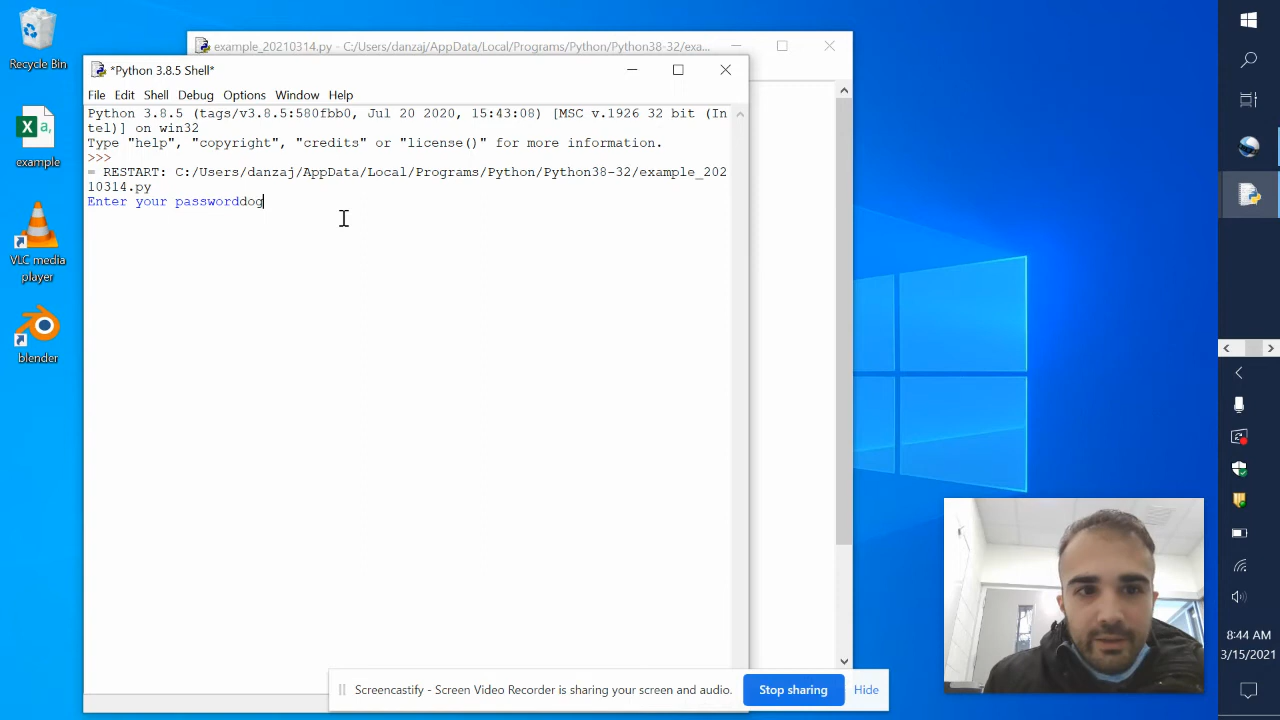 Recycle Bin
example_20210314.py - C:/Users/danzaj/AppData/Local/Programs/Python/Python38-32/exa...
*Python 3.8.5 Shell*
File Edit Shell Debug Options Window Help
Python 3.8.5 (tags/v3.8.5:580fbb0, Jul 20 2020, 15:43:08) [MSC v.1926 32 bit (In
tel)] on win32
Type "help", "copyright", "credits" or "license()" for more information.
>>>
= RESTART: C:/Users/danzaj/AppData/Local/Programs/Python/Python38-32/example_202
10314.py
Enter your passworddog
example
VLC media
player
blender
Screencastify - Screen Video Recorder is sharing your screen and audio.
Stop sharing
Hide
8:44 AM
3/15/2021